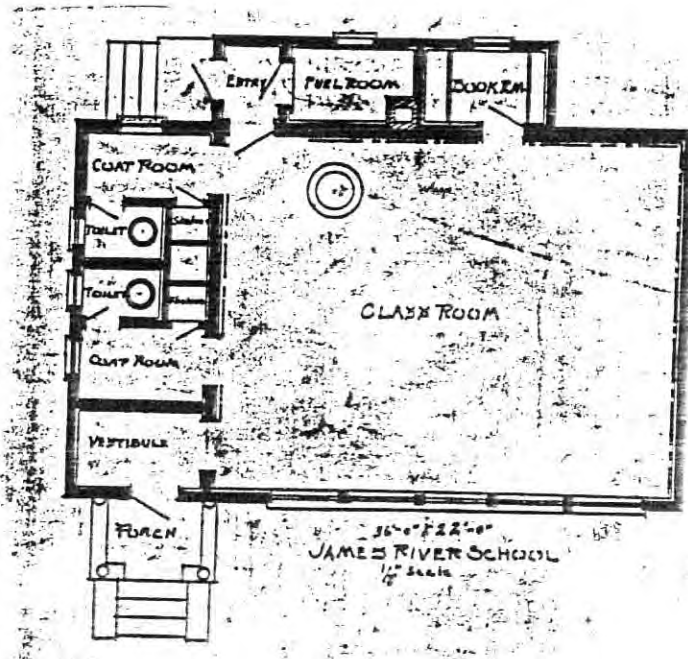 ENTRY
FUEL ROOM
BOOK RM.
COAT ROOM
TOILET
TOILET
CLASS ROOM
COAT ROOM
VESTIBULE
PORCH
36'-0" X 22'-0"
JAMES RIVER SCHOOL
Scale